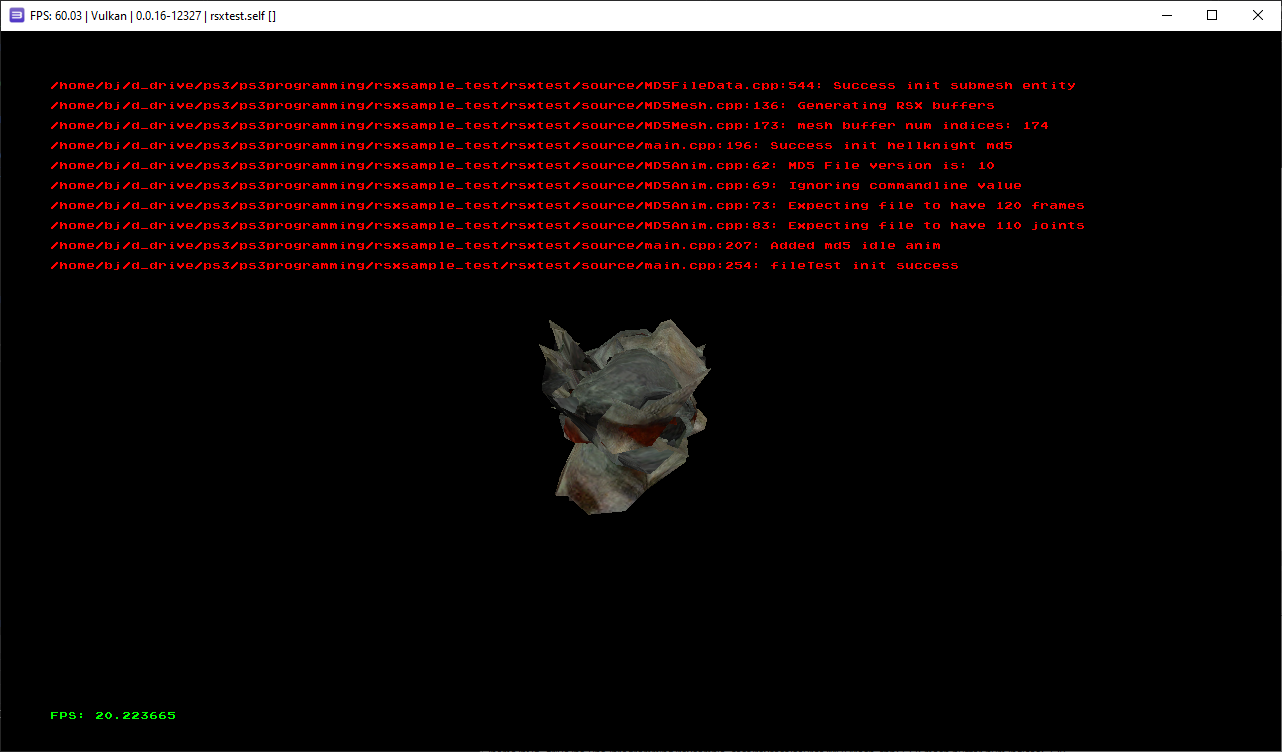 FPS: 60.03 | Vulkan | 0.0.16-12327 | rsxtest.self []
/home/bj/d_drive/ps3/ps3programming/rsxsample_test/rsxtest/source/MD5FileData.cpp:544: Success init submesh entity
/home/bj/d_drive/ps3/ps3programming/rsxsample_test/rsxtest/source/MD5Mesh.cpp:136: Generating RSX buffers
/home/bj/d_drive/ps3/ps3programming/rsxsample_test/rsxtest/source/MD5Mesh.cpp:173: mesh buffer num indices: 174
/home/bj/d_drive/ps3/ps3programming/rsxsample_test/rsxtest/source/main.cpp:196: Success init hellknight md5
/home/bj/d_drive/ps3/ps3programming/rsxsample_test/rsxtest/source/MD5Anim.cpp:62: MD5 File version is: 10
/home/bj/d_drive/ps3/ps3programming/rsxsample_test/rsxtest/source/MD5Anim.cpp:69: Ignoring commandline value
/home/bj/d_drive/ps3/ps3programming/rsxsample_test/rsxtest/source/MD5Anim.cpp:73: Expecting file to have 120 frames
/home/bj/d_drive/ps3/ps3programming/rsxsample_test/rsxtest/source/MD5Anim.cpp:83: Expecting file to have 110 joints
/home/bj/d_drive/ps3/ps3programming/rsxsample_test/rsxtest/source/main.cpp:207: Added md5 idle anim
/home/bj/d_drive/ps3/ps3programming/rsxsample_test/rsxtest/source/main.cpp:254: fileTest init success
FPS: 20.223665